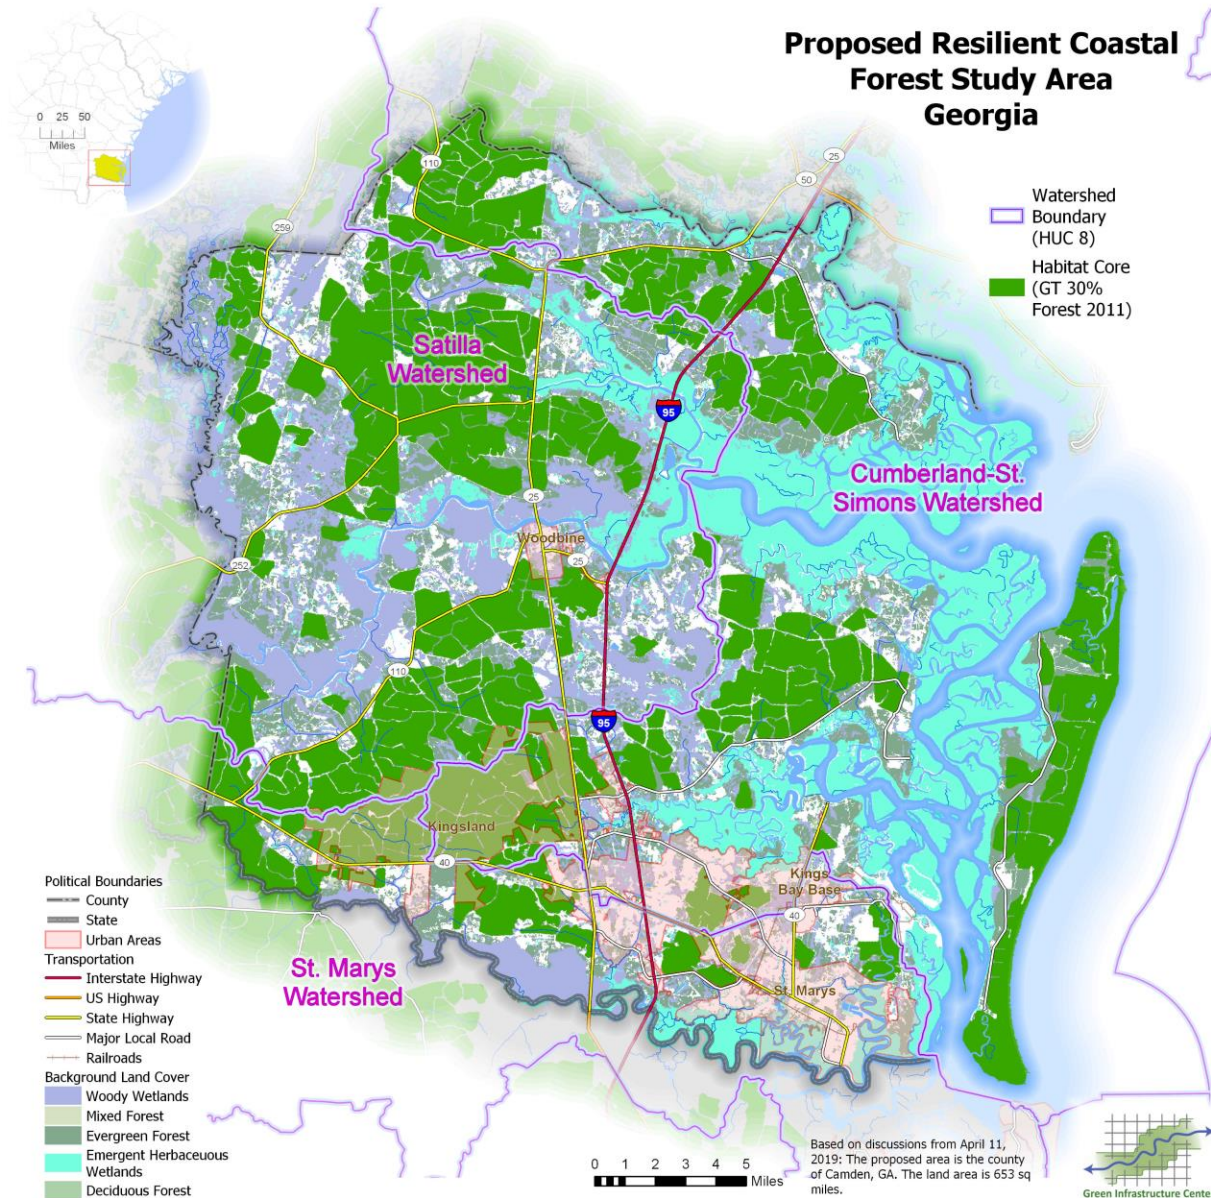 Proposed Resilient Coastal
Forest Study Area
Georgia
0 25 50
Miles
Watershed
Boundary
(HUC 8)
Habitat Core
(GT 30%
Forest 2011)
25
50
110
259
Satilla
Watershed
95
Cumberland-St.
Simons Watershed
25
Woodbine
25
252
110
95
Kingsland
40
Kings
Bay Base
40
St. Marys
St. Marys
Watershed
Political Boundaries
County
State
Urban Areas
Transportation
Interstate Highway
US Highway
State Highway
Major Local Road
Railroads
Background Land Cover
Woody Wetlands
Mixed Forest
Evergreen Forest
Emergent Herbaceuous
Wetlands
Deciduous Forest
0 1 2 3 4 5
Miles
Based on discussions from April 11,
2019: The proposed area is the county
of Camden, GA. The land area is 653 sq
miles.
Green Infrastructure Center